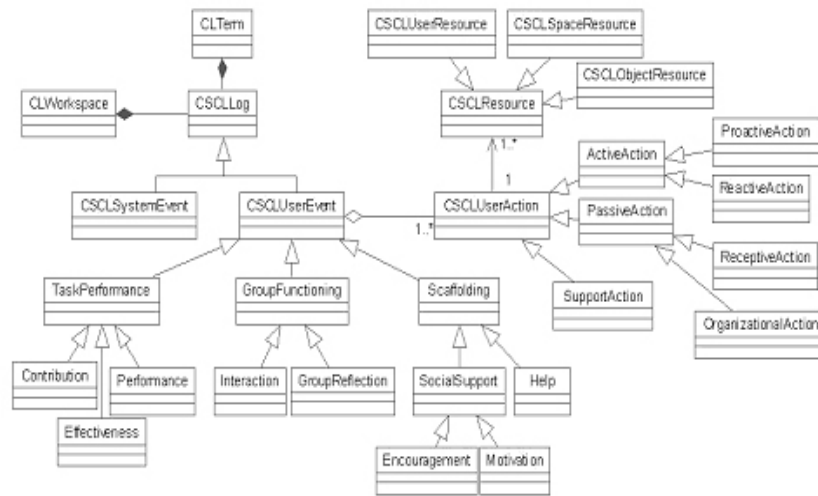 CLTerm
CSCLUserResource
CSCLSpaceResource
CSCLObjectResource
CLWorkspace
CSCLLog
CSCLResource
1..*
ProactiveAction
ActiveAction
1
ReactiveAction
CSCLSystemEvent
CSCLUserEvent
CSCLUserAction
PassiveAction
1..*
ReceptiveAction
TaskPerformance
GroupFunctioning
Scaffolding
SupportAction
OrganizationalAction
Contribution
Performance
Interaction
GroupReflection
SocialSupport
Help
Effectiveness
Encouragement
Motivation